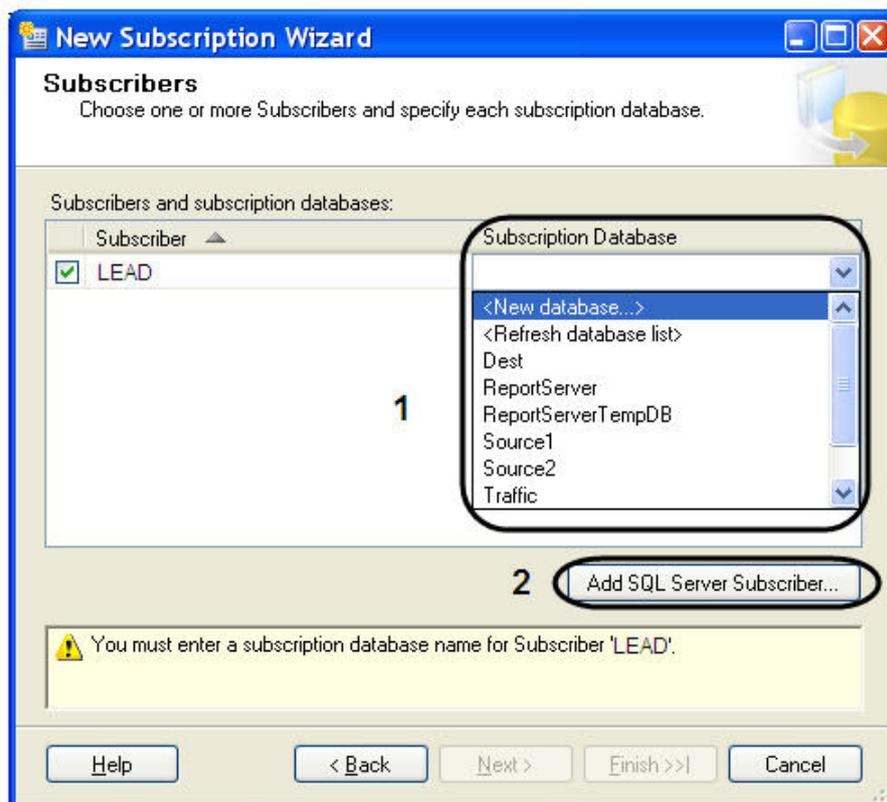 New Subscription Wizard
Subscribers
Choose one or more Subscribers and specify each subscription database.
Subscribers and subscription databases:
Subscriber Subscription Database
LEAD
<New database...>
<Refresh database list>
Dest
ReportServer
1
ReportServerTempDB
Source1
Source2
Traffic
2 Add SQL Server Subscriber...
You must enter a subscription database name for Subscriber 'LEAD'.
Help < Back Next > Finish >>| Cancel